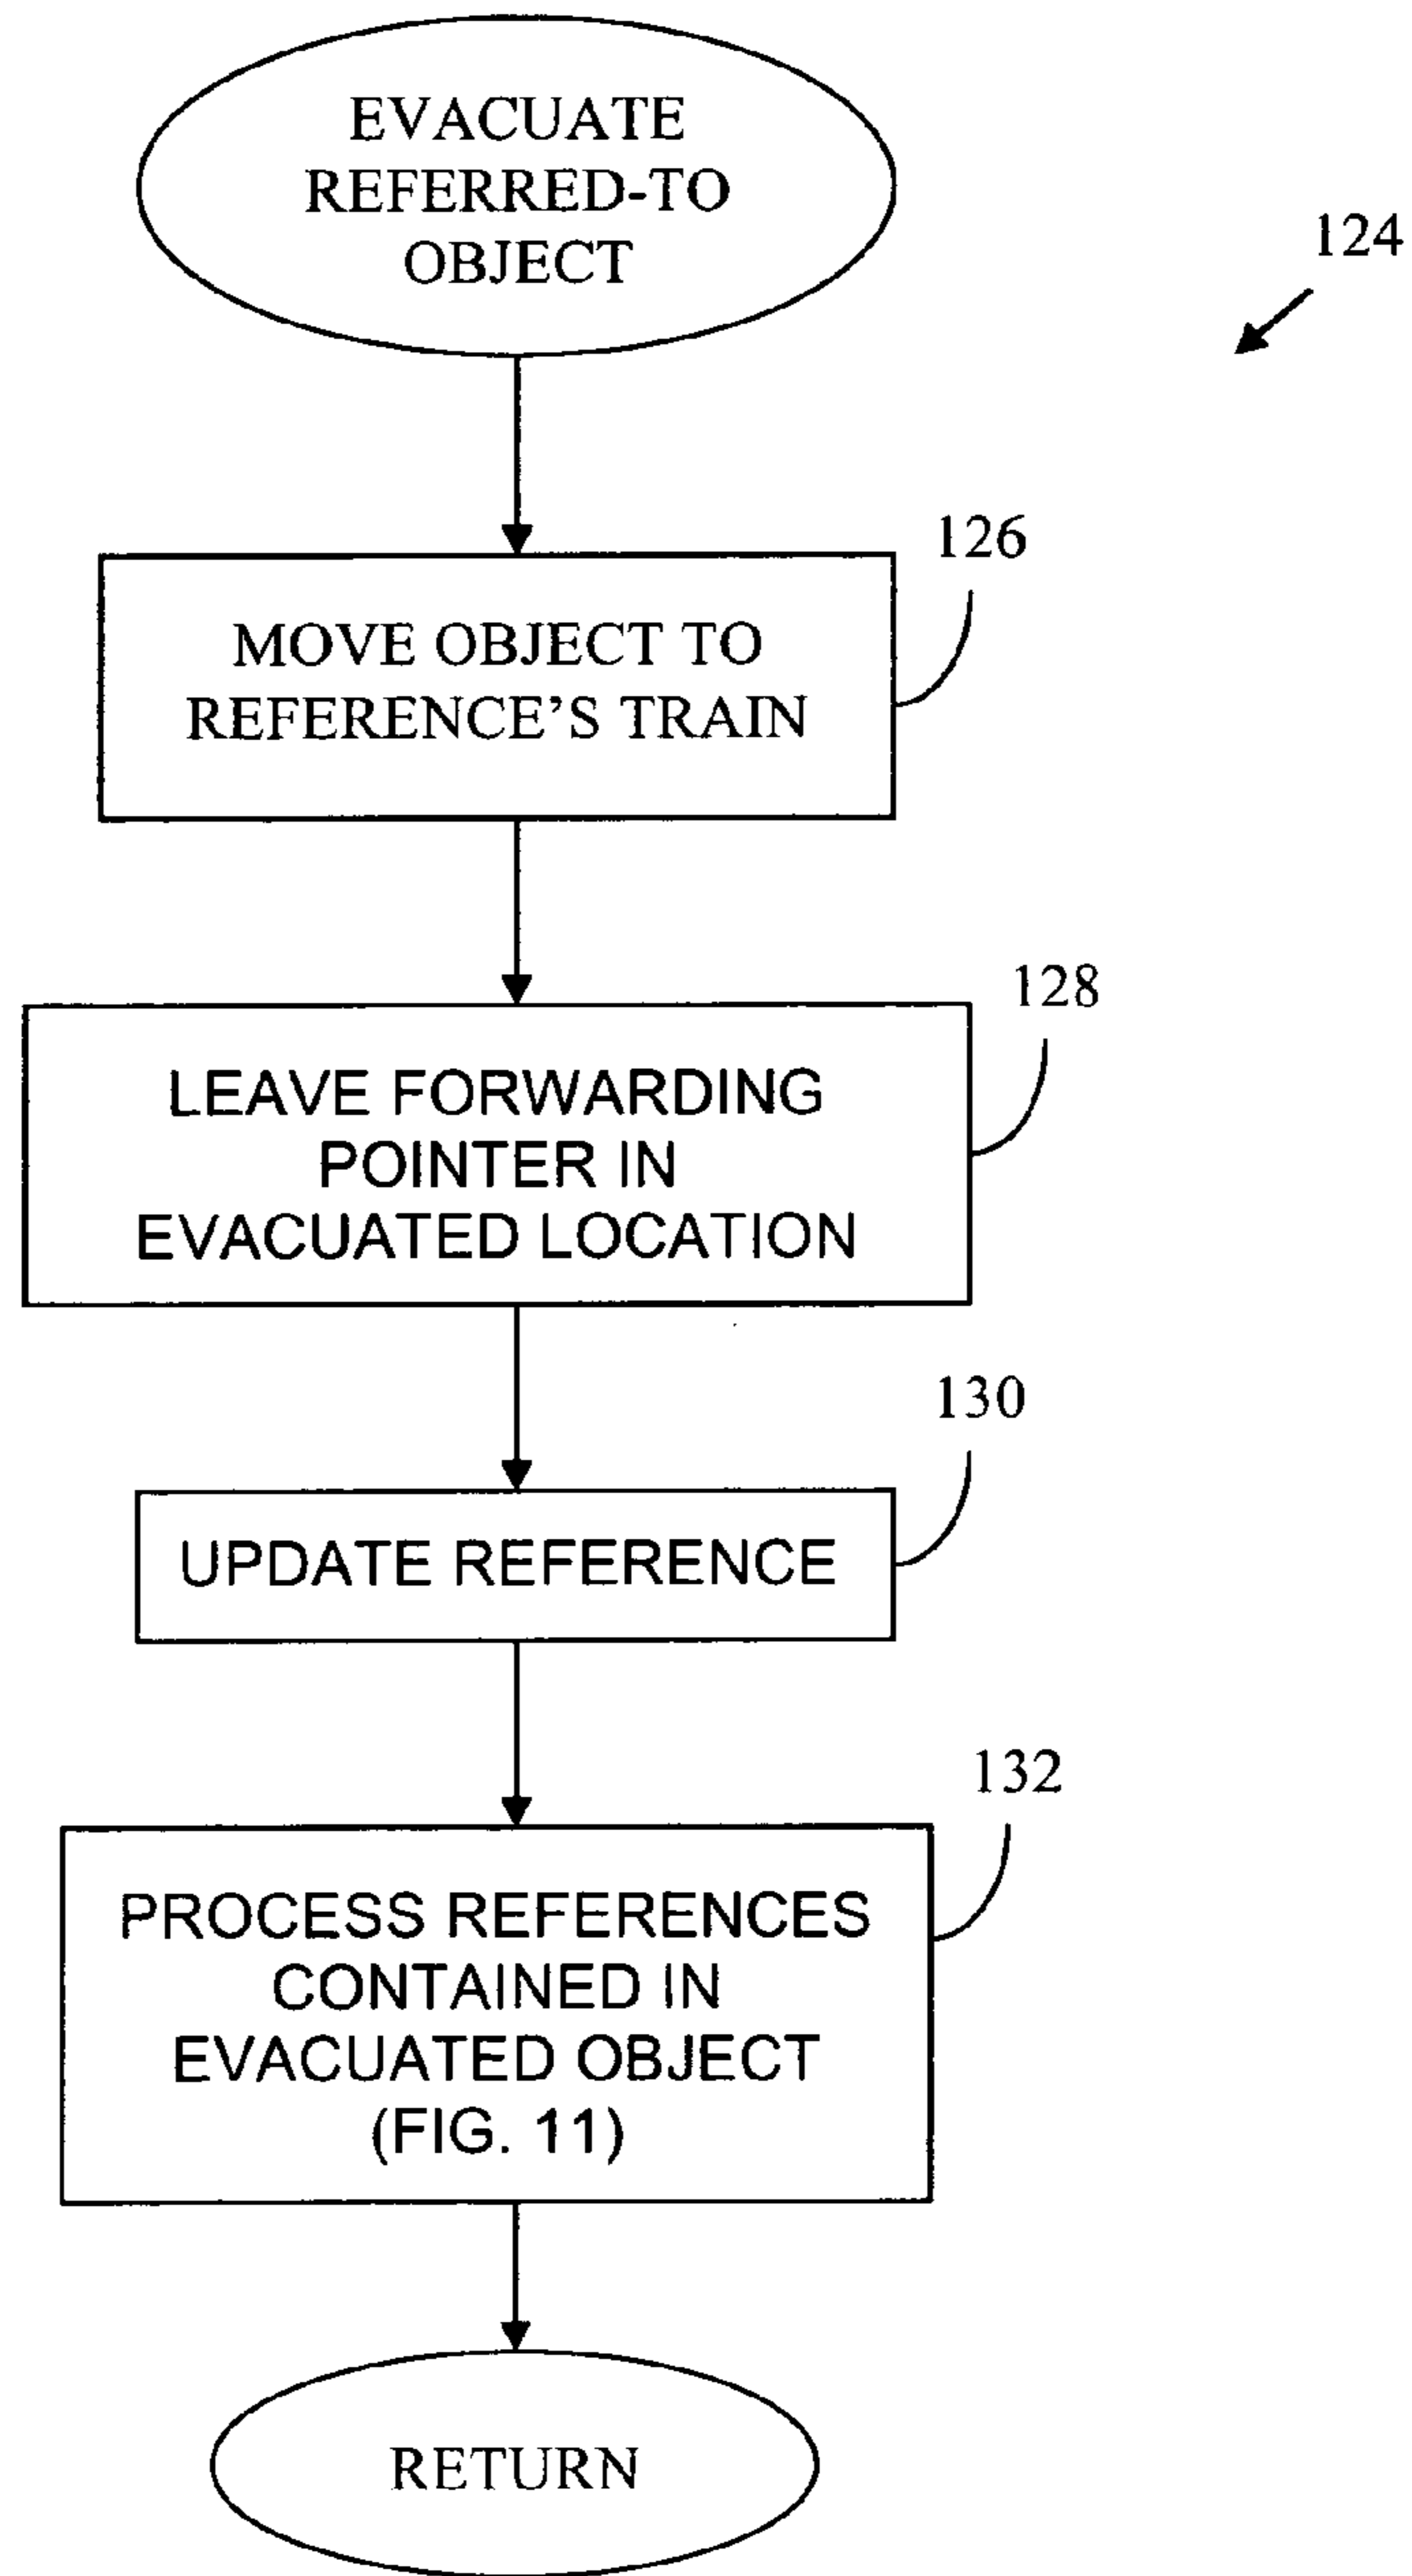 EVACUATE
REFERRED-TO
OBJECT
124
126
MOVE OBJECT TO
REFERENCE’S TRAIN
128
LEAVE FORWARDING
POINTER IN
EVACUATED LOCATION
130
UPDATE REFERENCE
132
PROCESS REFERENCES
CONTAINED IN
EVACUATED OBJECT
(FIG. 11)
RETURN